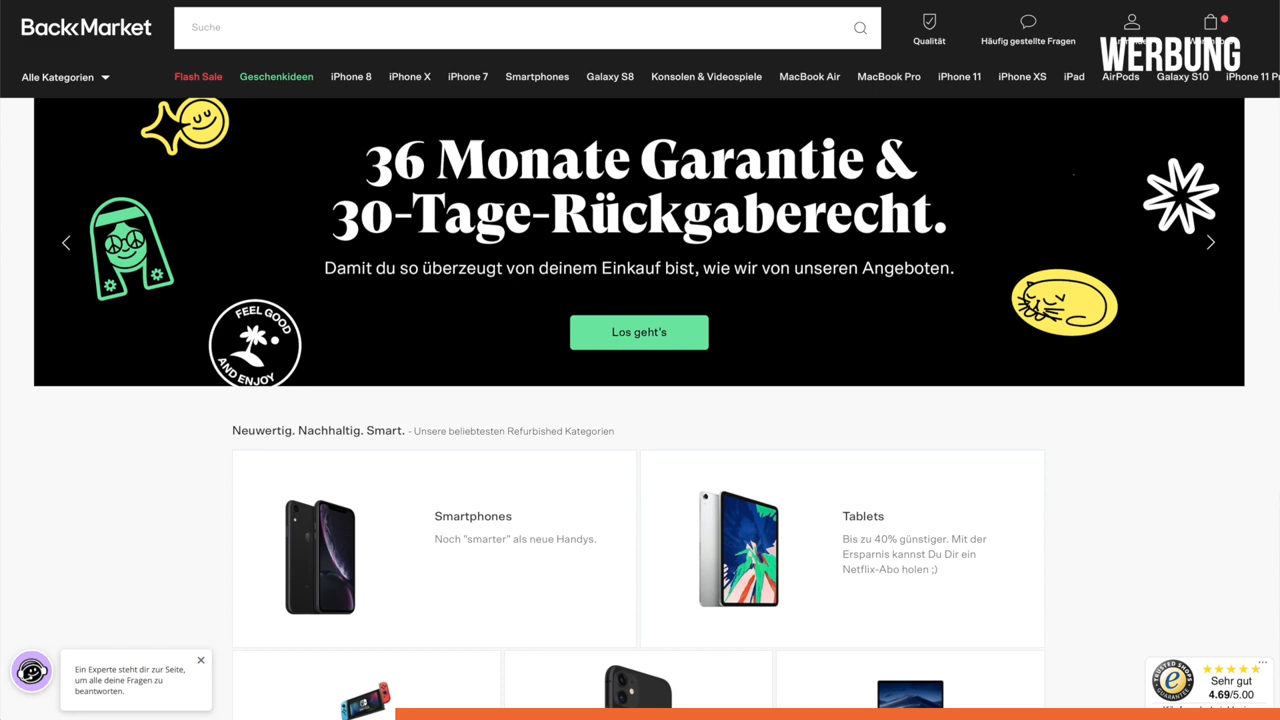 BackMarket
Suche
Qualität
Häufig gestellte Fragen
WERBUNG
Alle Kategorien
Flash Sale
Geschenkideen
iPhone 8
iPhone X
iPhone 7
Smartphones
Galaxy S8
Konsolen & Videospiele
MacBook Air
MacBook Pro
iPhone 11
iPhone XS
iPad
AirPods
Galaxy S10
iPhone 11
36 Monate Garantie &
30-Tage-Rückgaberecht.
Damit du so überzeugt von deinem Einkauf bist, wie wir von unseren Angeboten.
Los geht's
FEEL GOOD
AND ENJOY
Neuwertig. Nachhaltig. Smart. - Unsere beliebtesten Refurbished Kategorien
Smartphones
Noch "smarter" als neue Handys.
Tablets
Bis zu 40% günstiger. Mit der
Ersparnis kannst Du Dir ein
Netflix-Abo holen ;)
Ein Experte steht dir zur Seite,
um alle deine Fragen zu
beantworten.
TRUSTED SHOPS
GUARANTEE
Sehr gut
4.69/5.00